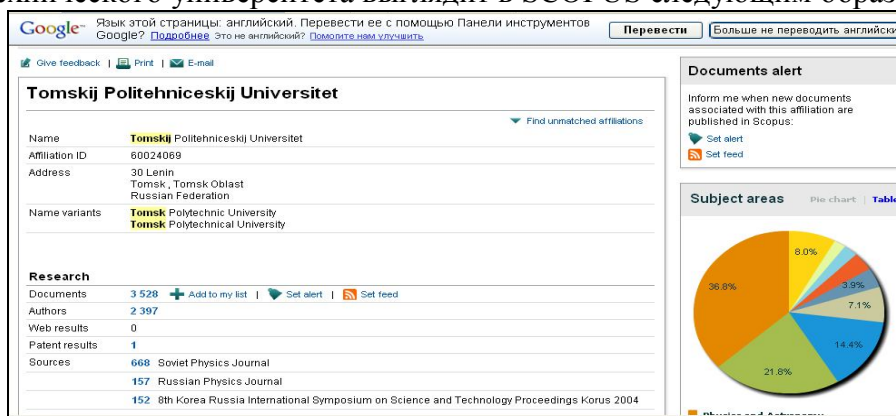 университета выглядит в SCOPUS следующим
Google Язык этой страницы: английский. Перевести ее с помощью Панели инструментов
Google? Подробнее Это не английский? Помогите нам улучшить
Перевести
Больше не переводить
Give feedback | Print | E-mail
Tomskij Politehniceskij Universitet
Find unmatched affiliations
Name Tomskij Politehniceskij Universitet
Affiliation ID 60024069
Address 30 Lenin
Tomsk , Tomsk Oblast
Russian Federation
Name variants Tomsk Polytechnic University
Tomsk Polytechnical University
Research
Documents 3 528 Add to my list | Set alert | Set feed
Authors 2 397
Web results 0
Patent results 1
Sources 668 Soviet Physics Journal
157 Russian Physics Journal
152 8th Korea Russia International Symposium on Science and Technology Proceedings Korus 2004
Documents alert
Inform me when new documents
associated with this affiliation are
published in Scopus:
Set alert
Set feed
Subject areas Pie chart | Table
8.0%
36.8%
3.9%
7.1%
14.4%
21.8%
Physics and Astronomy